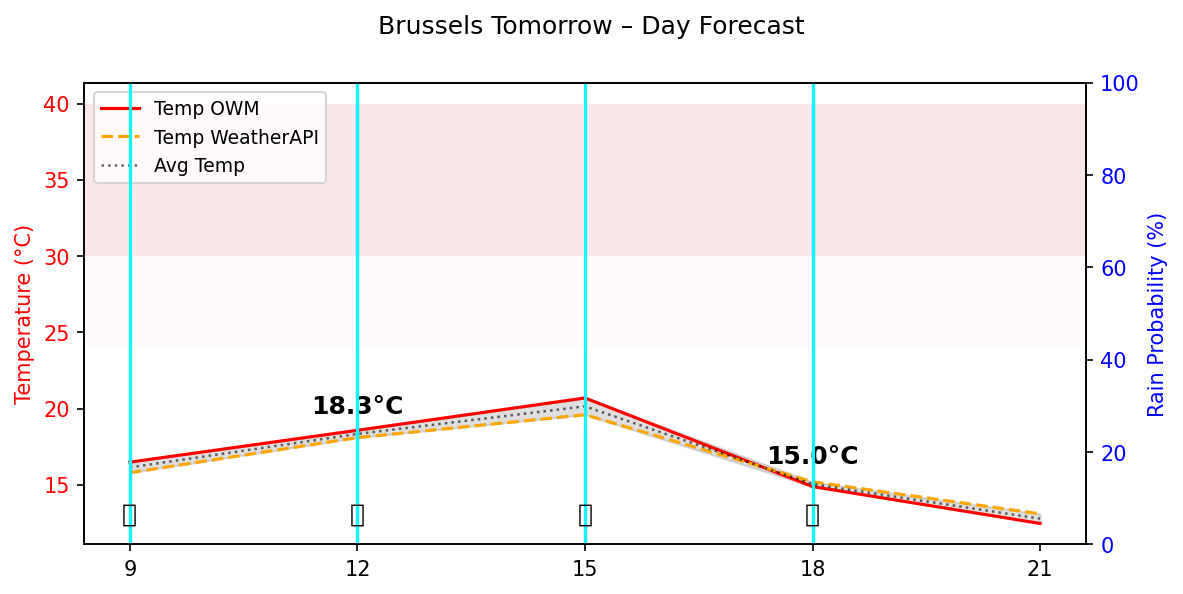 Brussels Tomorrow – Day Forecast
Temp OWM
Temp WeatherAPI
Avg Temp
Temperature (°C)
40
35
30
25
20
15
100
80
60
40
20
0
Rain Probability (%)
18.3°C
15.0°C
9
12
15
18
21